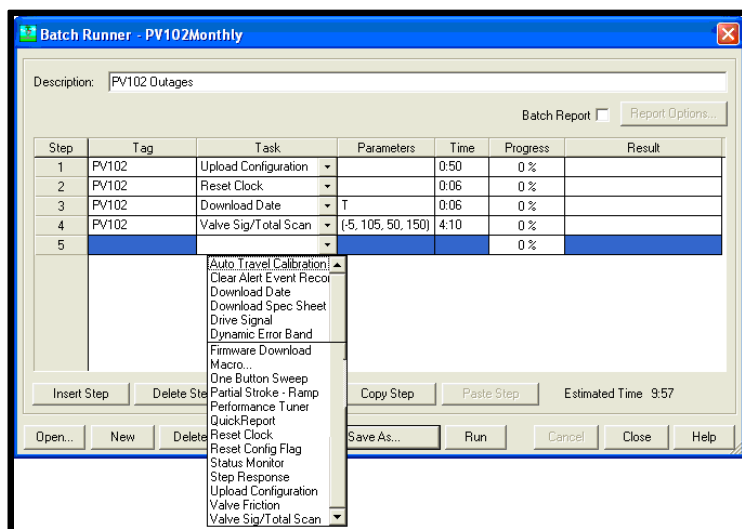 Batch Runner - PV102Monthly
Description: PV102 Outages
Batch Report Report Options...
Step Tag Task Parameters Time Progress Result
1 PV102 Upload Configuration 0:50 0 %
2 PV102 Reset Clock 0:06 0 %
3 PV102 Download Date T 0:06 0 %
4 PV102 Valve Sig/Total Scan (-5, 105, 50, 150) 4:10 0 %
5 0 %
Auto Travel Calibration
Clear Alert Event Recor
Download Date
Download Spec Sheet
Drive Signal
Dynamic Error Band
Firmware Download
Macro...
One Button Sweep
Partial Stroke - Ramp
Performance Tuner
QuickReport
Reset Clock
Reset Config Flag
Status Monitor
Step Response
Upload Configuration
Valve Friction
Valve Sig/Total Scan
Insert Step Delete Ste Copy Step Paste Step Estimated Time 9:57
Open... New Delete Save As... Run Cancel Close Help